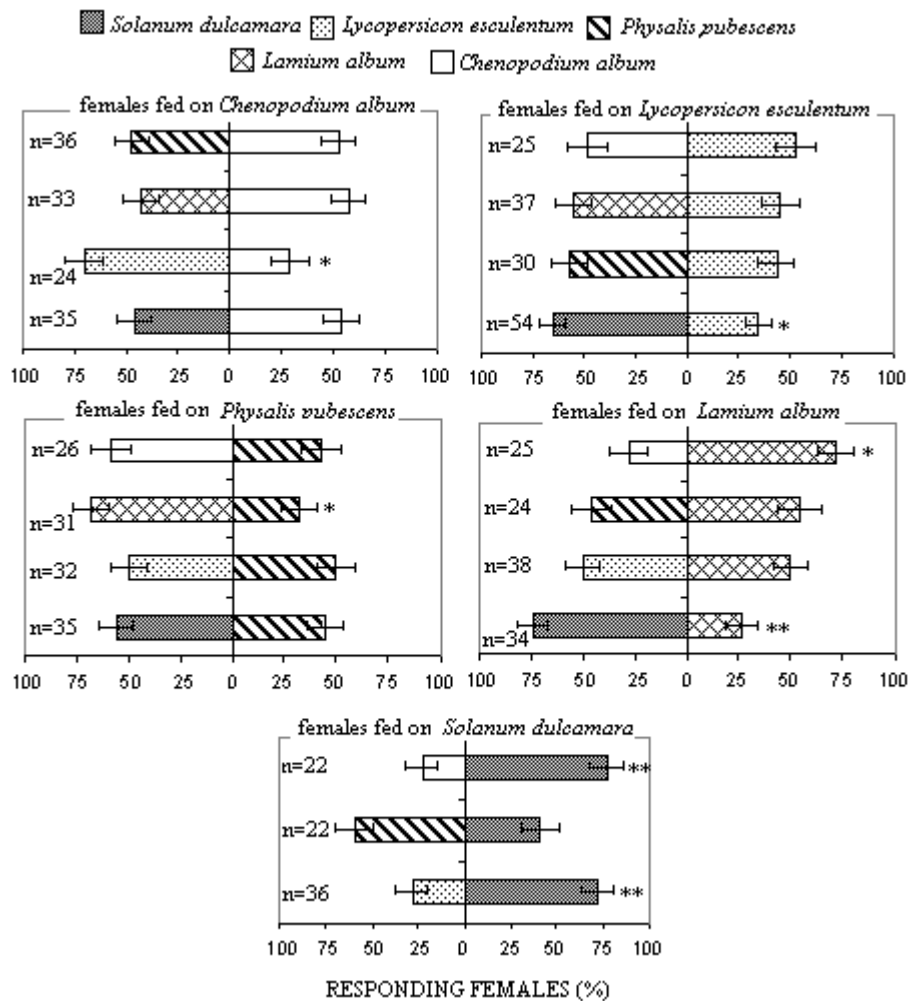 Solanum dulcamara Lycopersicon esculentum Physalis pubescens
Lamium album Chenopodium album
females fed on Chenopodium album
n=36
n=33
n=24 *
n=35
100 75 50 25 0 25 50 75 100
females fed on Lycopersicon esculentum
n=25
n=37
n=30
n=54 *
100 75 50 25 0 25 50 75 100
females fed on Physalis pubescens
n=26
n=31 *
n=32
n=35
100 75 50 25 0 25 50 75 100
females fed on Lamium album
n=25 *
n=24
n=38
n=34 **
100 75 50 25 0 25 50 75 100
females fed on Solanum dulcamara
n=22 **
n=22
n=36 **
100 75 50 25 0 25 50 75 100
RESPONDING FEMALES (%)